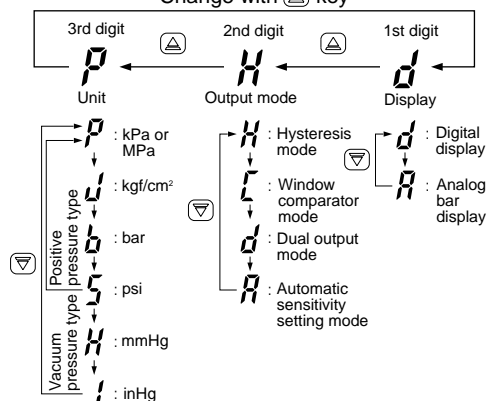 Change with key
3rd digit 2nd digit 1st digit
P H d
Unit Output mode Display
P : kPa or MPa
J : kgf/cm²
b : bar
5 : psi
H : mmHg
i : inHg
Positive pressure type
Vacuum pressure type
H : Hysteresis mode
C : Window comparator mode
d : Dual output mode
A : Automatic sensitivity setting mode
d : Digital display
A : Analog bar display